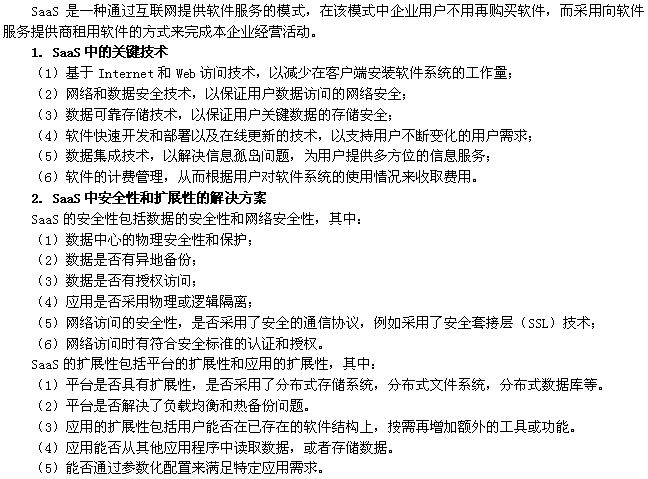 SaaS 是一种通过互联网提供软件服务的模式，在该模式中企业用户不用再购买软件，而采用向软件
服务提供商租用软件的方式来完成本企业经营活动。
1. SaaS 中的关键技术
（1）基于 Internet 和 Web 访问技术，以减少在客户端安装软件系统的工作量；
（2）网络和数据安全技术，以保证用户数据访问的网络安全；
（3）数据可靠存储技术，以保证用户关键数据的存储安全；
（4）软件快速开发和部署以及在线更新的技术，以支持用户不断变化的用户需求；
（5）数据集成技术，以解决信息孤岛问题，为用户提供多方位的信息服务；
（6）软件的计费管理，从而根据用户对软件系统的使用情况来收取费用。
2. SaaS 中安全性和扩展性的解决方案
SaaS 的安全性包括数据的安全性和网络安全性，其中：
（1）数据中心的物理安全性和保护；
（2）数据是否有异地备份；
（3）数据是否有授权访问；
（4）应用是否采用物理或逻辑隔离；
（5）网络访问的安全性，是否采用了安全的通信协议，例如采用了安全套接层（SSL）技术；
（6）网络访问时有符合安全标准的认证和授权。
SaaS 的扩展性包括平台的扩展性和应用的扩展性，其中：
（1）平台是否具有扩展性，是否采用了分布式存储系统，分布式文件系统，分布式数据库等。
（2）平台是否解决了负载均衡和热备份问题。
（3）应用的扩展性包括用户能否在已存在的软件结构上，按需再增加额外的工具或功能。
（4）应用能否从其他应用程序中读取数据，或者存储数据。
（5）能否通过参数化配置来满足特定应用需求。